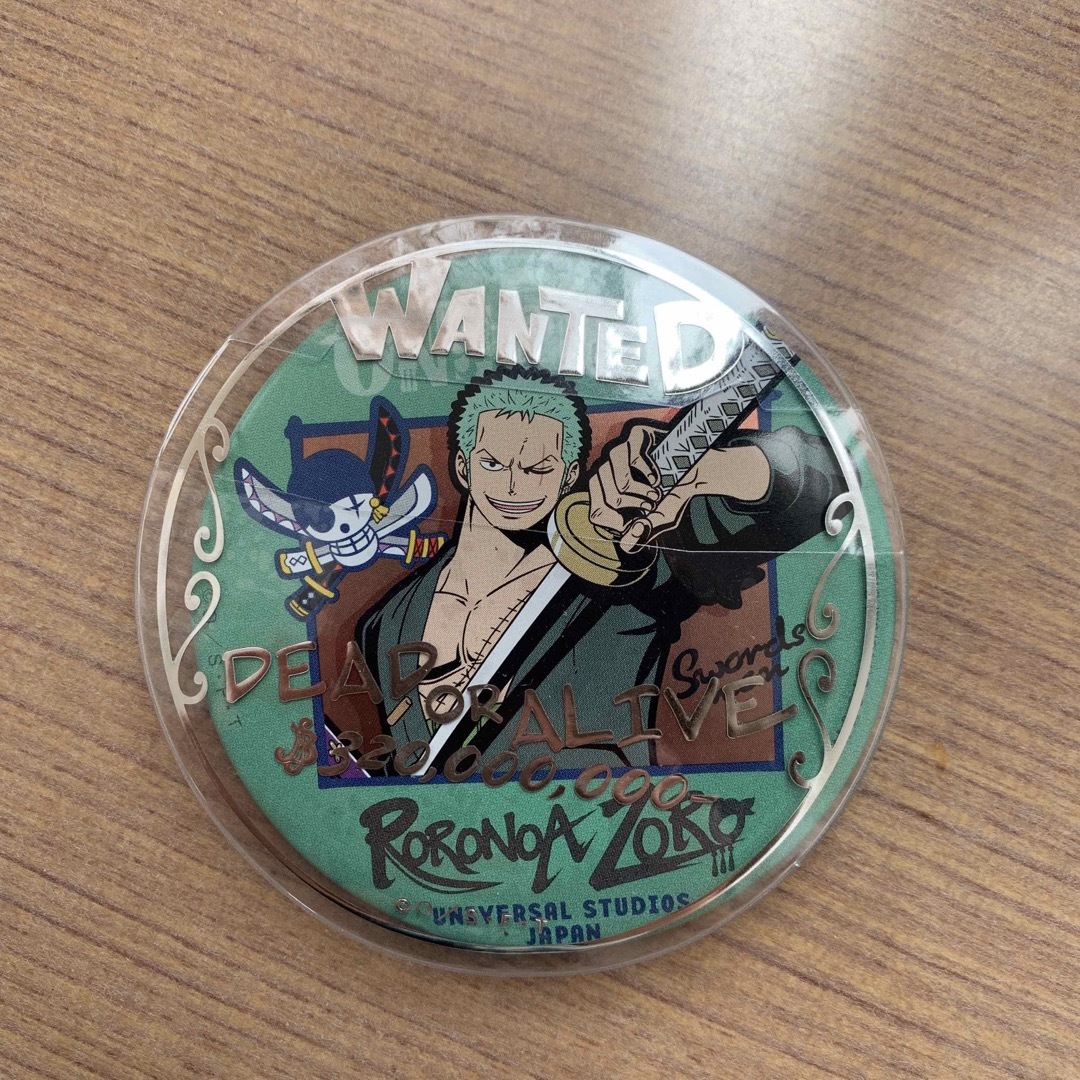 WANTED
Swords
DEAD OR ALIVE
฿320,000,000-
RORONOA ZORO
UNIVERSAL STUDIOS
JAPAN